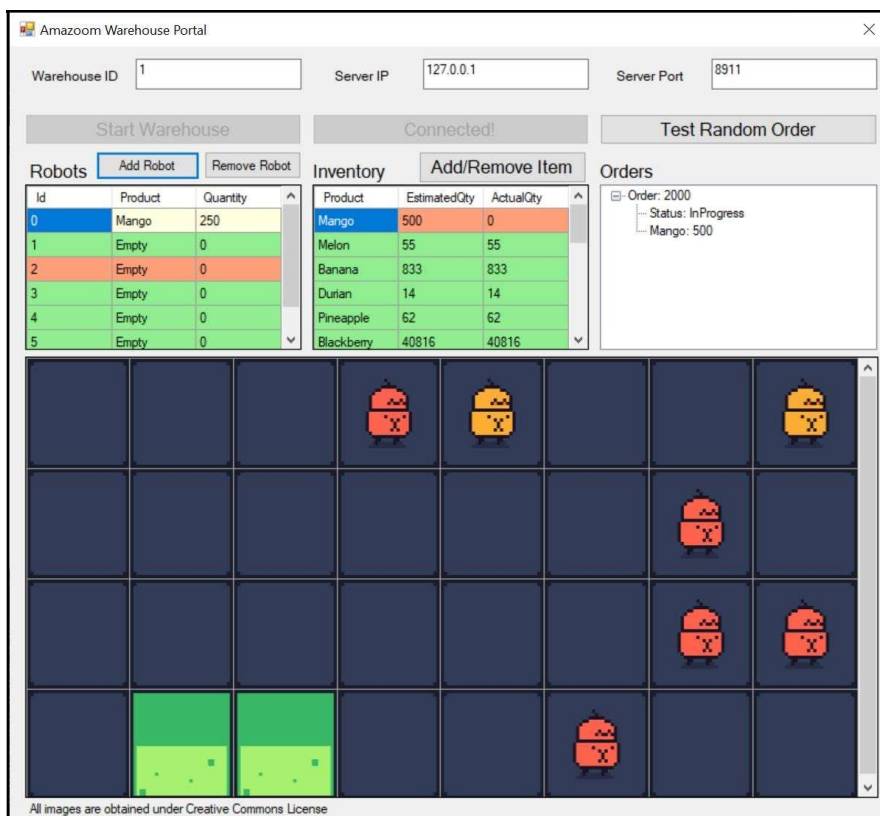 Amazoom Warehouse Portal
Warehouse ID 1 Server IP 127.0.0.1 Server Port 8911
Start Warehouse Connected! Test Random Order
Robots Add Robot Remove Robot Inventory Add/Remove Item Orders
Id Product Quantity Product EstimatedQty ActualQty Order: 2000
0 Mango 250 Mango 500 0 Status: InProgress
1 Empty 0 Melon 55 55 Mango: 500
2 Empty 0 Banana 833 833
3 Empty 0 Durian 14 14
4 Empty 0 Pineapple 62 62
5 Empty 0 Blackberry 40816 40816
All images are obtained under Creative Commons License